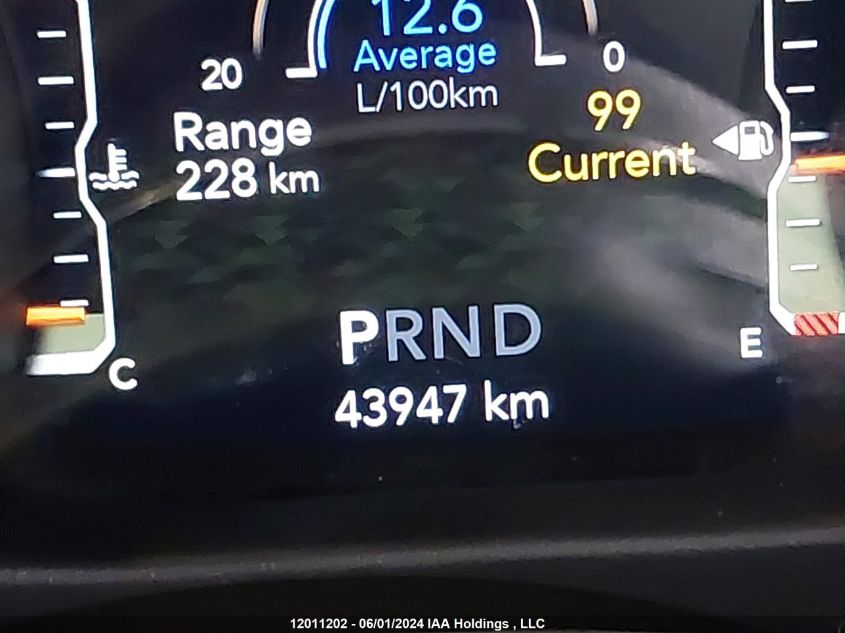 12.6
Average
20
0
L/100km
99
Range
Current
228 km
PRND
E
C
43947 km
12011202 - 06/01/2024 IAA Holdings , LLC